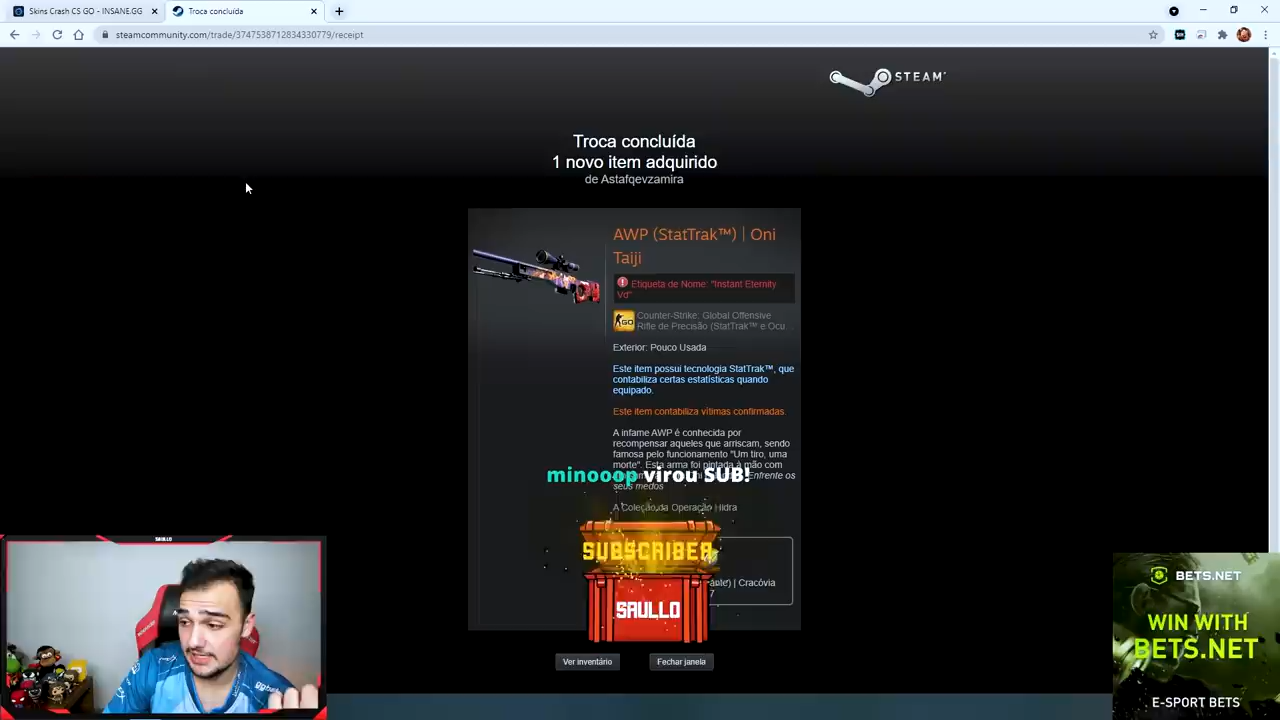 Skins Crash CS GO - INSANE.GG
Troca concluída
steamcommunity.com/trade/3747538712834330779/receipt
STEAM
Troca concluída
1 novo item adquirido
de Astafqevzamira
AWP (StatTrak™) | Oni
Taiji
Etiqueta de Nome: "Instant Eternity
Vd"
Counter-Strike: Global Offensive
Rifle de Precisão (StatTrak™ e Ocu...
Exterior: Pouco Usada
Este item possui tecnologia StatTrak™, que
contabiliza certas estatísticas quando
equipado.
Este item contabiliza vítimas confirmadas.
A infame AWP é conhecida por
recompensar aqueles que arriscam, sendo
famosa pelo funcionamento "Um tiro, uma
morte". Esta arma foi pintada à mão com
Enfrente os
seus medos
minooop virou SUB!
A Coleção da Operação Hidra
SUBSCRIBER
| Cracóvia
7
SAULLO
SAULLO
Ver inventário
Fechar janela
BETS.NET
WIN WITH
BETS.NET
E-SPORT BETS